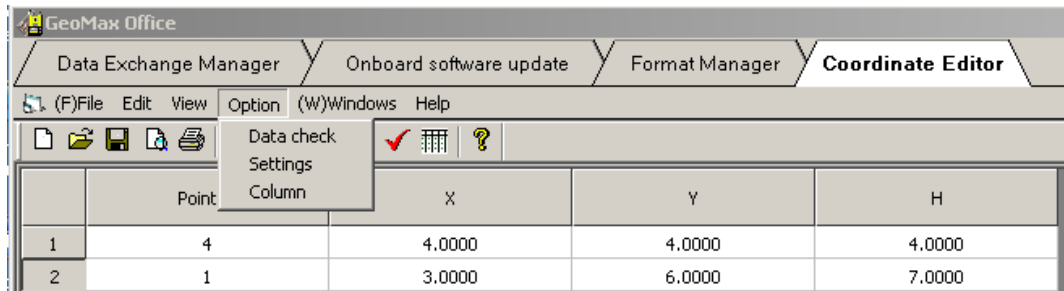 GeoMax Office
Data Exchange Manager Onboard software update Format Manager Coordinate Editor
(F)File Edit View Option (W)Windows Help
Data check
Settings
Column
Point X Y H
1 4 4.0000 4.0000 4.0000
2 1 3.0000 6.0000 7.0000